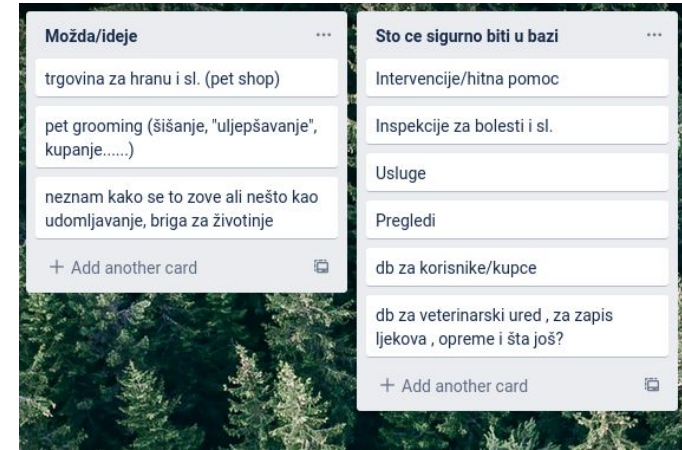 Možda/ideje
trgovina za hranu i sl. (pet shop)
pet grooming (šišanje, "uljepšavanje",
kupanje......)
neznam kako se to zove ali nešto kao
udomljavanje, briga za životinje
+ Add another card
Sto ce sigurno biti u bazi
Intervencije/hitna pomoc
Inspekcije za bolesti i sl.
Usluge
Pregledi
db za korisnike/kupce
db za veterinarski ured , za zapis
ljekova , opreme i šta još?
+ Add another card